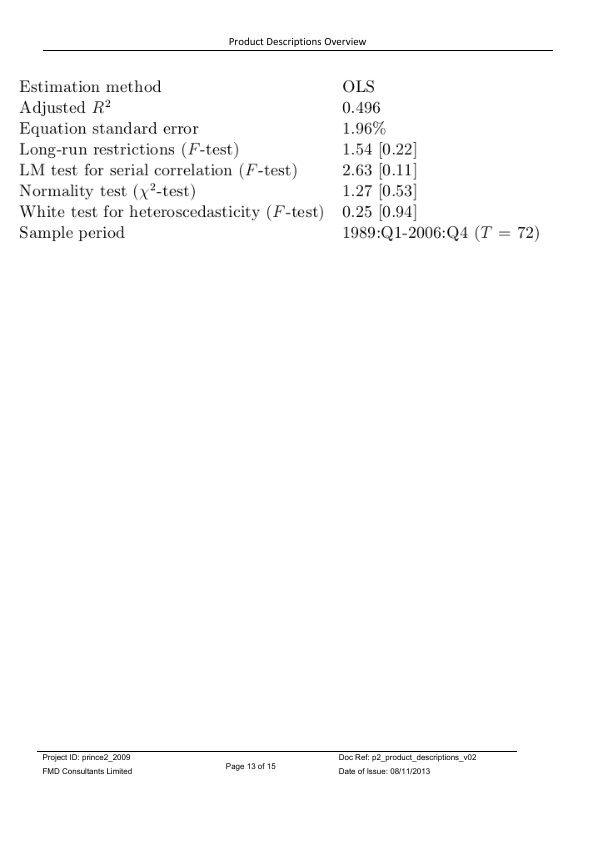 Product Descriptions Overview
Estimation method OLS
Adjusted R² 0.496
Equation standard error 1.96%
Long-run restrictions (F-test) 1.54 [0.22]
LM test for serial correlation (F-test) 2.63 [0.11]
Normality test (χ²-test) 1.27 [0.53]
White test for heteroscedasticity (F-test) 0.25 [0.94]
Sample period 1989:Q1-2006:Q4 (T = 72)
Project ID: prince2_2009 Doc Ref: p2_product_descriptions_v02
Page 13 of 15
FMD Consultants Limited Date of Issue: 08/11/2013